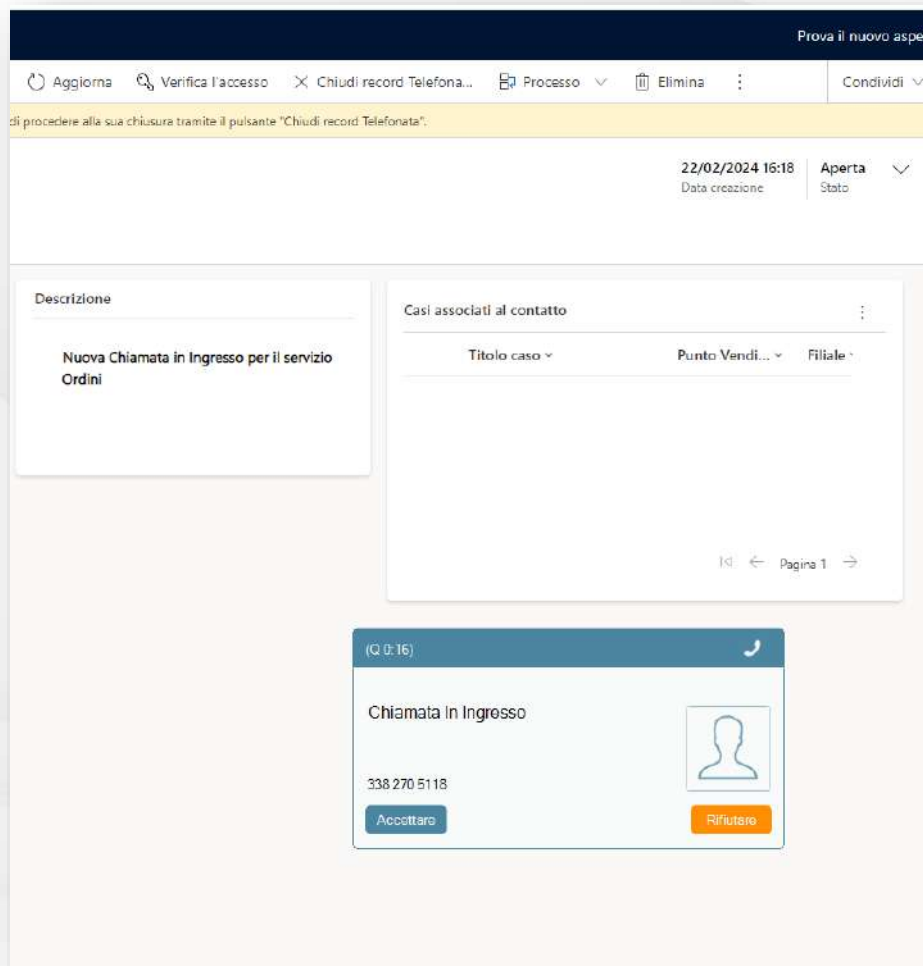 Prova il nuovo aspe
Aggiorna Verifica l'accesso Chiudi record Telefona... Processo Elimina Condividi
di procedere alla sua chiusura tramite il pulsante "Chiudi record Telefonata".
22/02/2024 16:18 Aperta
Data creazione Stato
Descrizione
Casi associati al contatto
Titolo caso Punto Vendi... Filiale
Nuova Chiamata in Ingresso per il servizio
Ordini
Pagina 1
(Q 0:16)
Chiamata In Ingresso
338 270 5118
Accettare Rifiutare